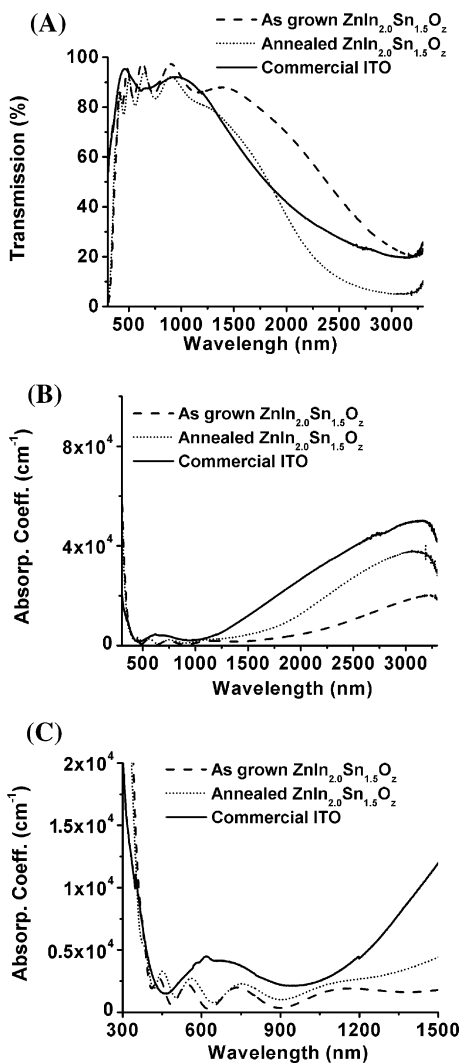 (A)
As grown ZnIn2.0Sn1.5Oz
Annealed ZnIn2.0Sn1.5Oz
Commercial ITO
Transmission (%)
100
80
60
40
20
0
500 1000 1500 2000 2500 3000
Wavelengh (nm)
(B)
As grown ZnIn2.0Sn1.5Oz
Annealed ZnIn2.0Sn1.5Oz
Commercial ITO
Absorp. Coeff. (cm-1)
8x10^4
4x10^4
0
500 1000 1500 2000 2500 3000
Wavelength (nm)
(C)
As grown ZnIn2.0Sn1.5Oz
Annealed ZnIn2.0Sn1.5Oz
Commercial ITO
Absorp. Coeff. (cm-1)
2x10^4
2x10^4
1x10^4
5x10^3
0
300 600 900 1200 1500
Wavelength (nm)